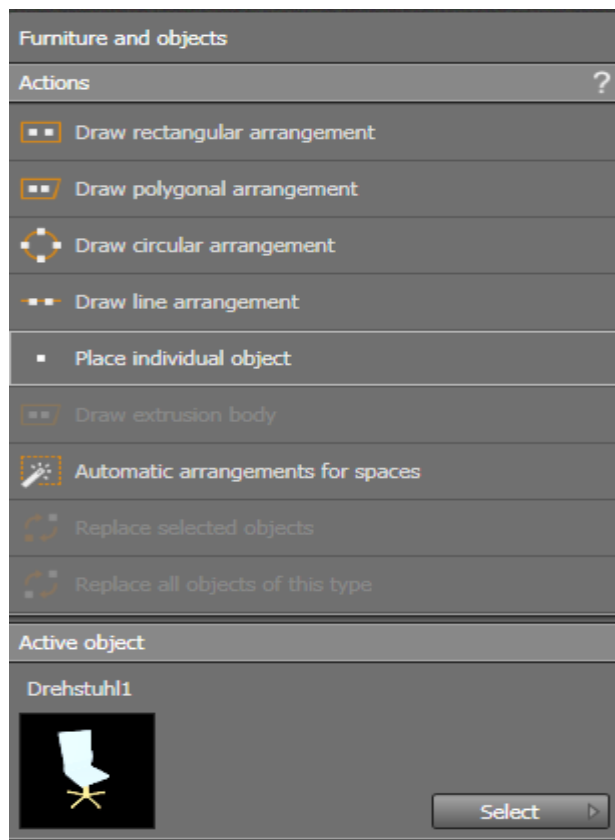 Furniture and objects
Actions ?
Draw rectangular arrangement
Draw polygonal arrangement
Draw circular arrangement
Draw line arrangement
Place individual object
Draw extrusion body
Automatic arrangements for spaces
Replace selected objects
Replace all objects of this type
Active object
Drehstuhl1
Select